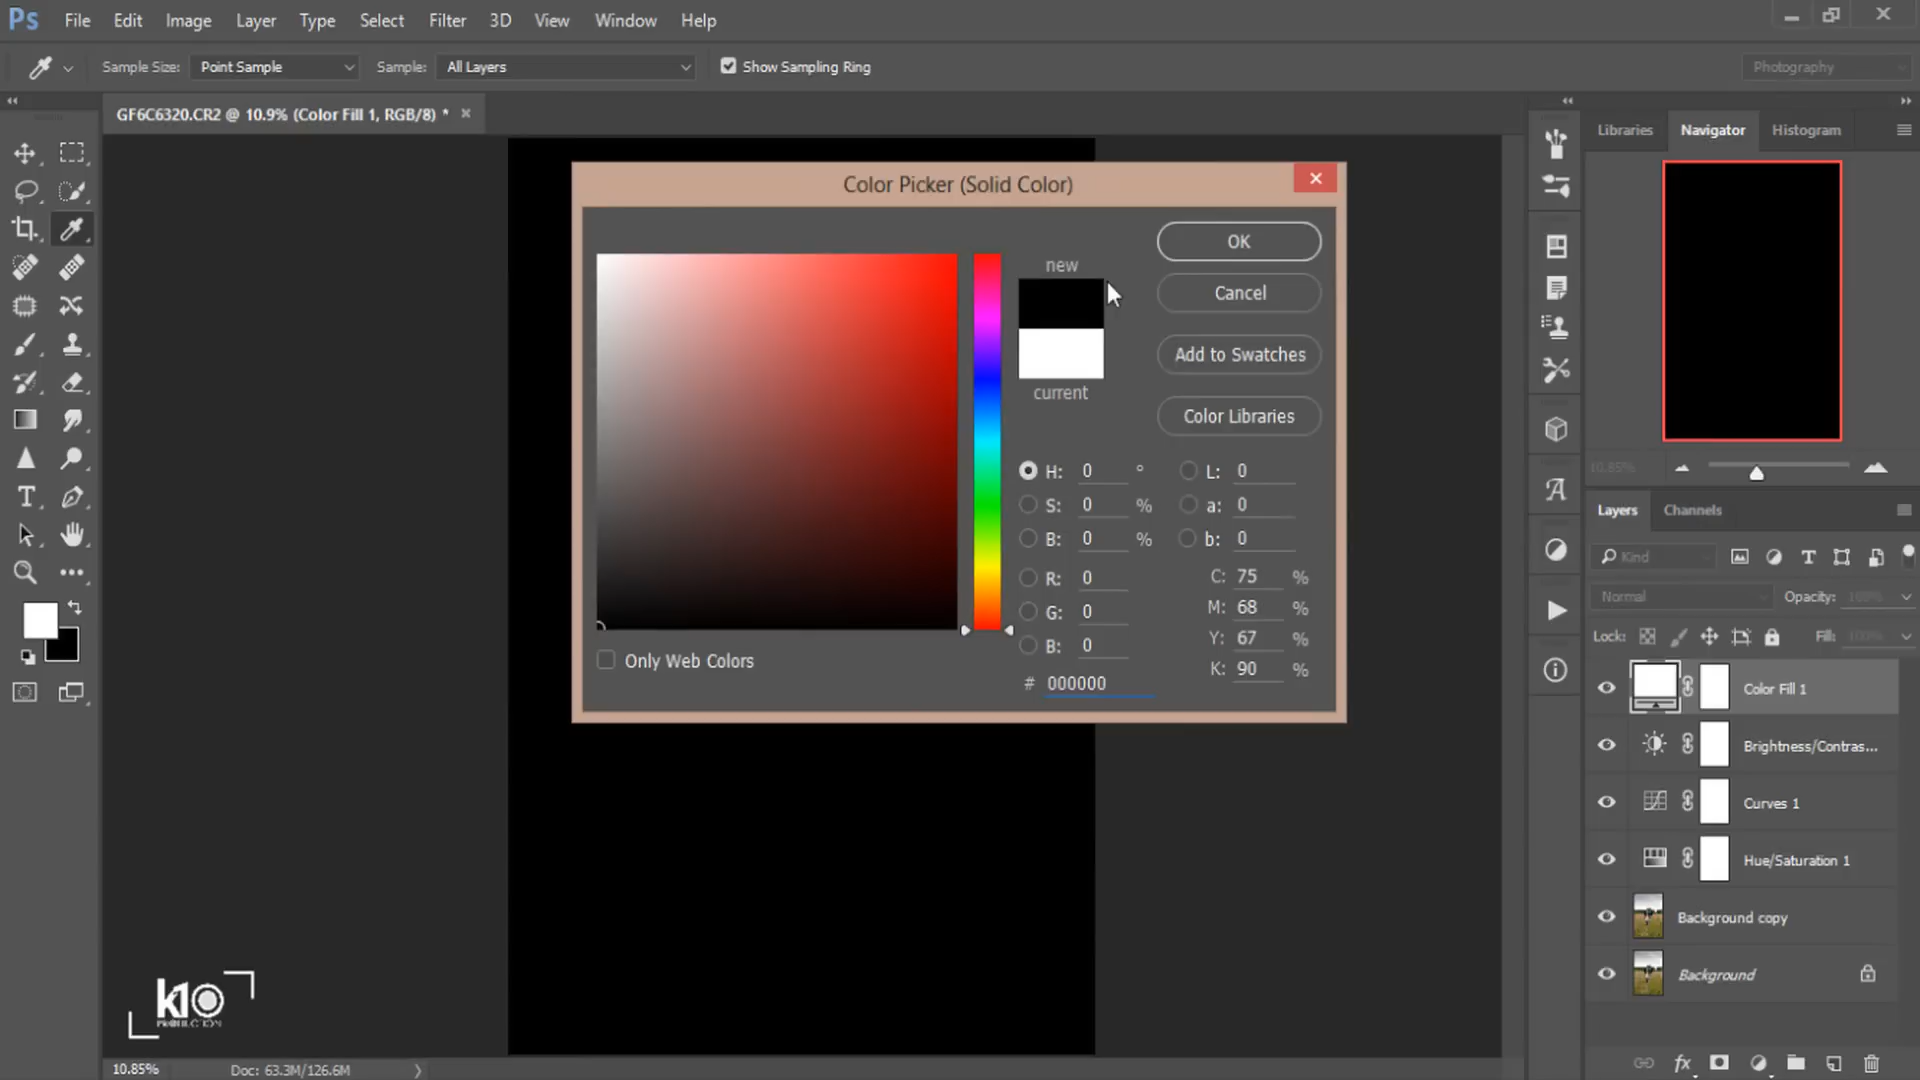 Ps File Edit Image Layer Type Select Filter 3D View Window Help
Sample Size: Point Sample Sample: All Layers Show Sampling Ring Photography
GF6C6320.CR2 @ 10.9% (Color Fill 1, RGB/8) *
Color Picker (Solid Color)
OK
new
Cancel
Add to Swatches
current
Color Libraries
H: 0 ° L: 0
S: 0 % a: 0
B: 0 % b: 0
R: 0 C: 75 %
G: 0 M: 68 %
B: 0 Y: 67 %
K: 90 %
# 000000
Only Web Colors
Libraries Navigator Histogram
10.85%
Layers Channels
Kind
Normal Opacity: 100%
Lock: Fill: 100%
Color Fill 1
Brightness/Contras...
Curves 1
Hue/Saturation 1
Background copy
Background
k10
PRODUCTION
10.85% Doc: 63.3M/126.6M